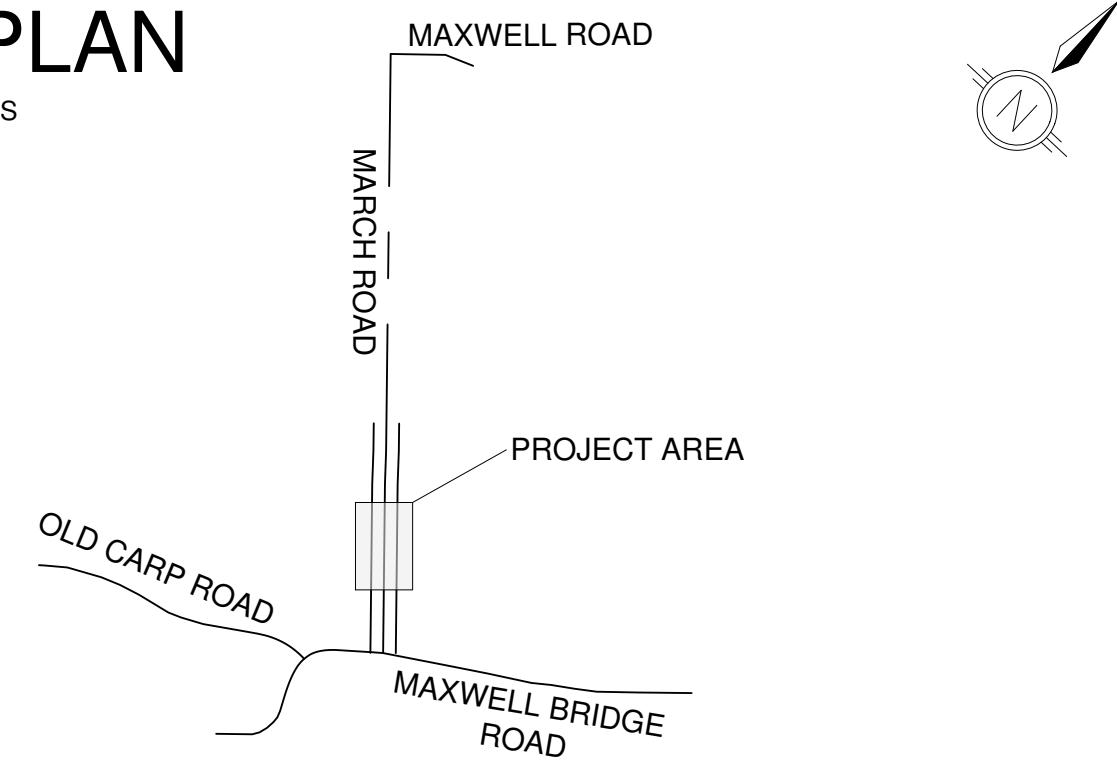 PLAN
S
MAXWELL ROAD
N
MARCH ROAD
PROJECT AREA
OLD CARP ROAD
MAXWELL BRIDGE
ROAD